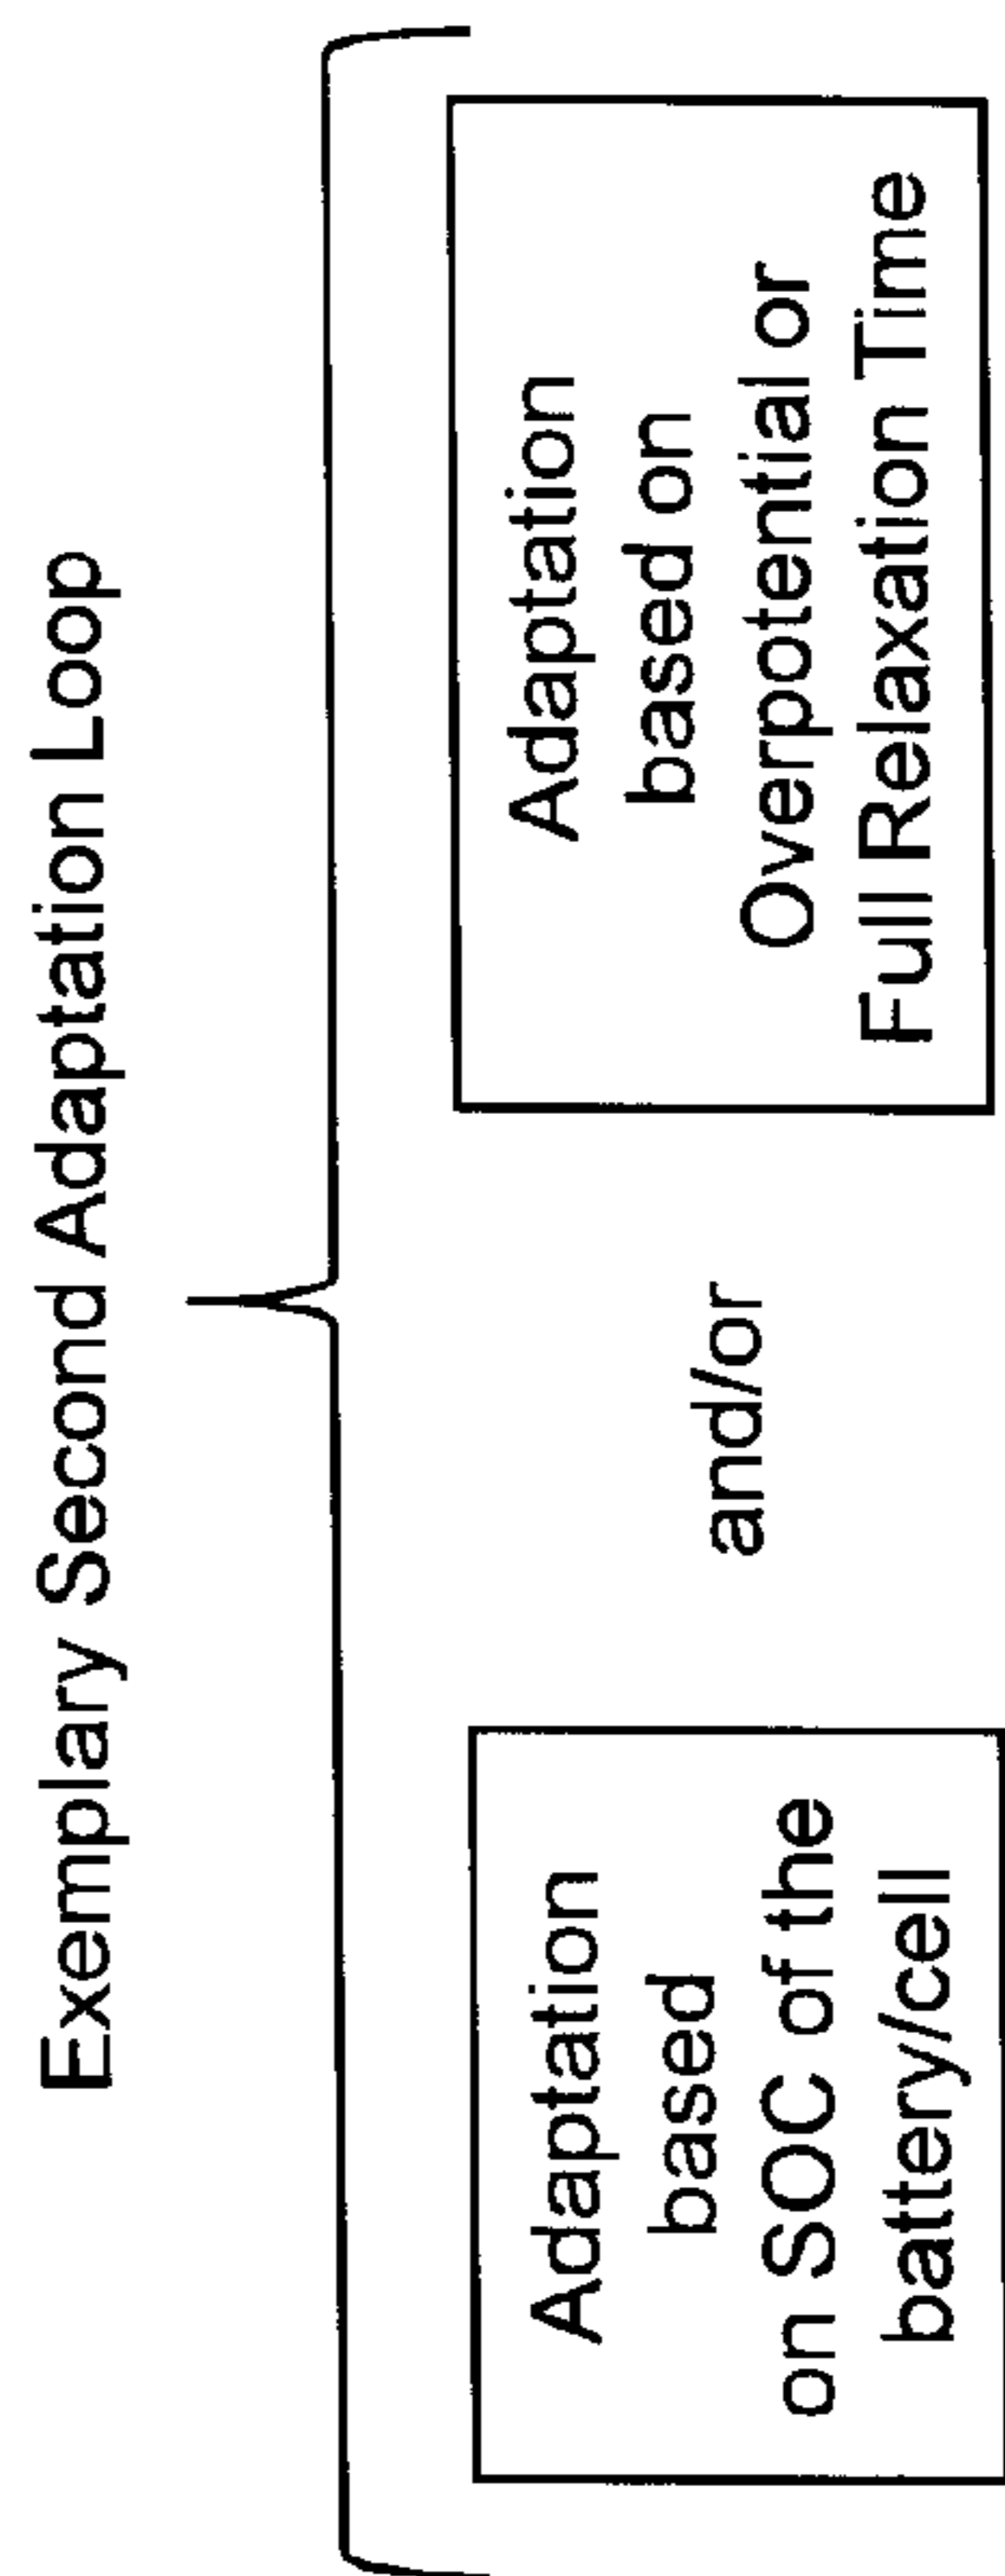 Exemplary Second Adaptation Loop
Adaptation
based
on SOC of the
battery/cell
and/or
Adaptation
based on
Overpotential or
Full Relaxation Time